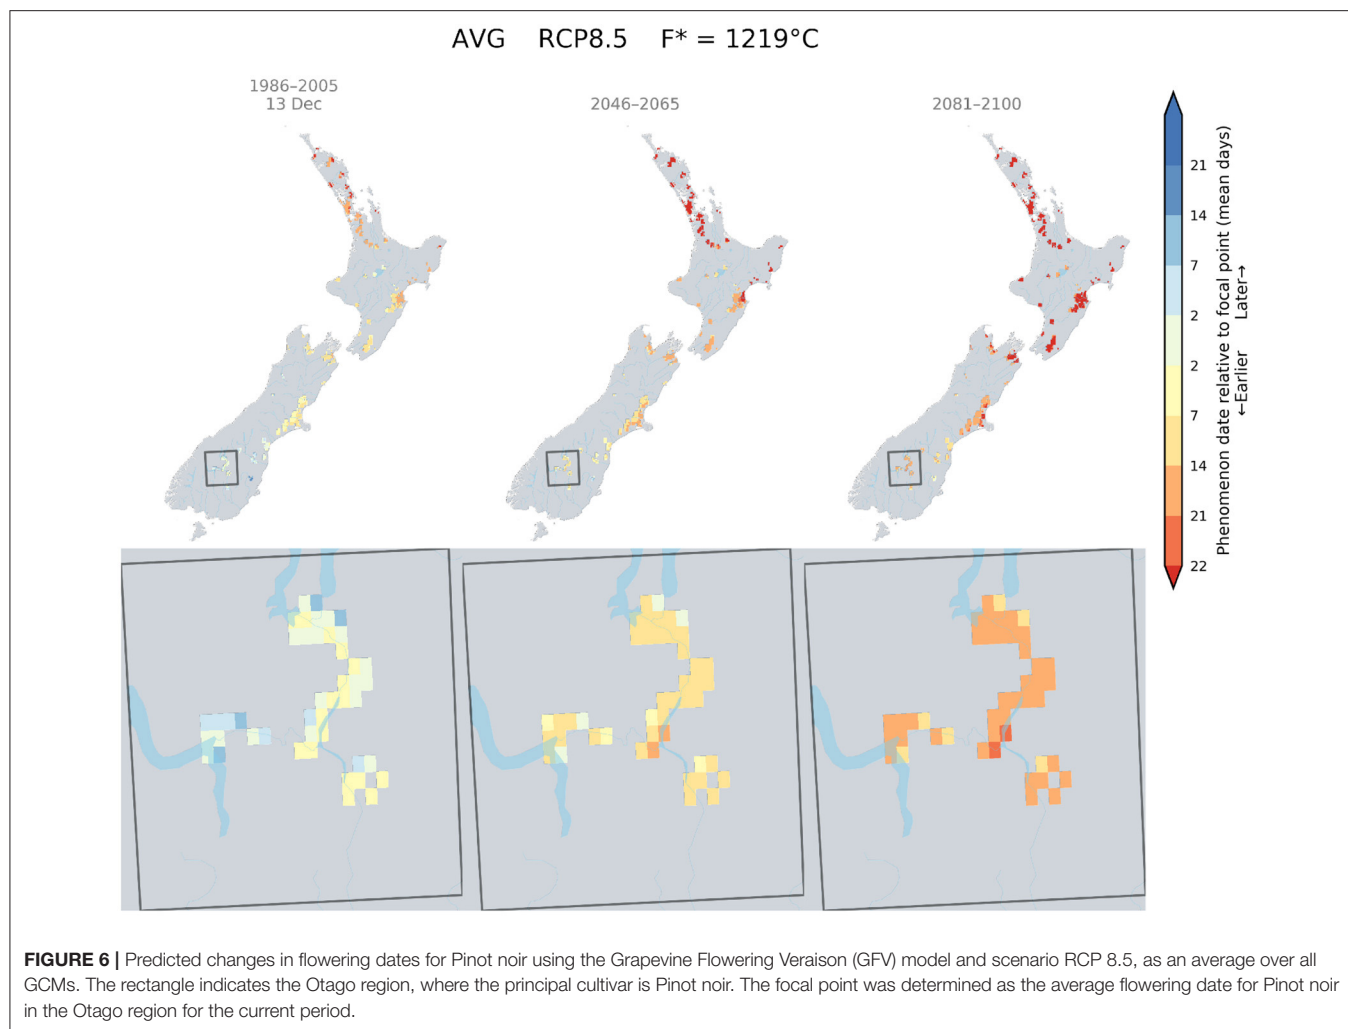 AVG RCP8.5 F* = 1219°C
1986–2005
13 Dec
2046–2065
2081–2100
21
14
7
2
2
7
14
21
22
Phenomenon date relative to focal point (mean days)
←Earlier Later→
FIGURE 6 | Predicted changes in flowering dates for Pinot noir using the Grapevine Flowering Veraison (GFV) model and scenario RCP 8.5, as an average over all
GCMs. The rectangle indicates the Otago region, where the principal cultivar is Pinot noir. The focal point was determined as the average flowering date for Pinot noir
in the Otago region for the current period.